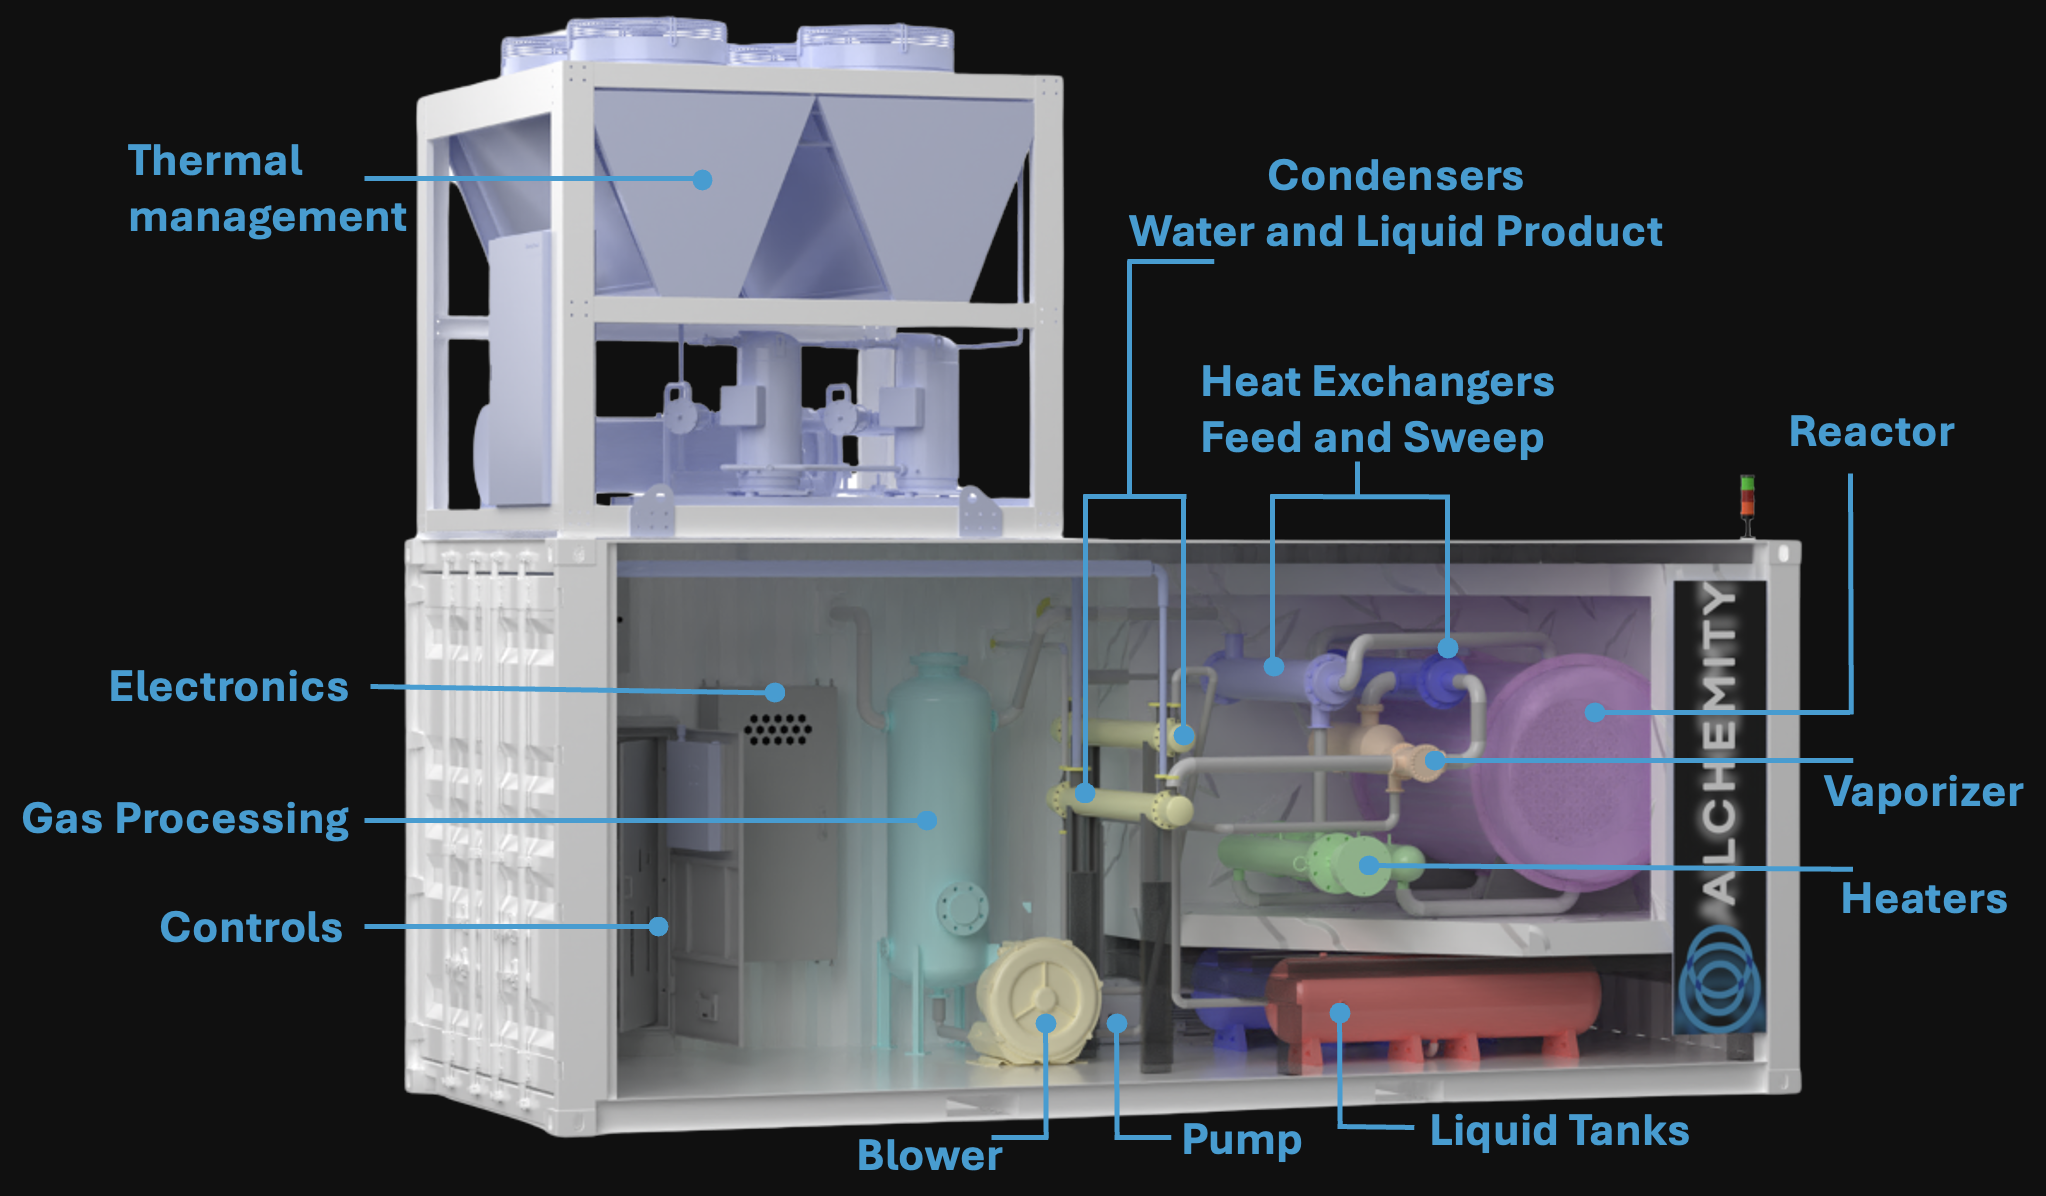 Thermal
management
Condensers
Water and Liquid Product
Heat Exchangers
Feed and Sweep
Reactor
Electronics
Gas Processing
Controls
Vaporizer
Heaters
ALCHEMITY
Blower
Pump
Liquid Tanks